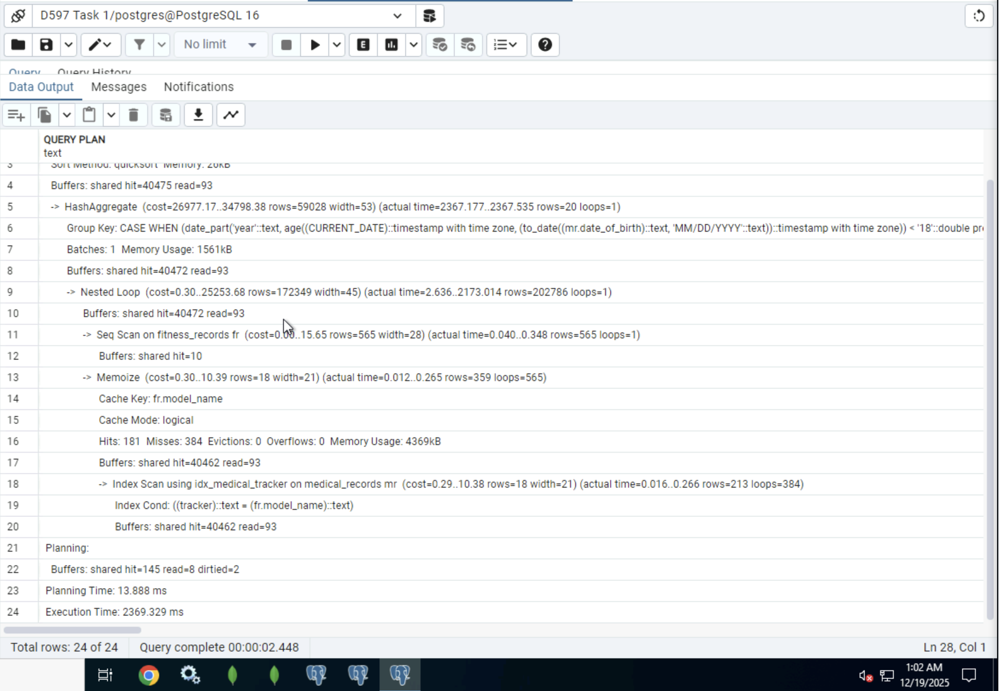 D597 Task 1/postgres@PostgreSQL 16
No limit
E
Query Query History
Data Output Messages Notifications
QUERY PLAN
text
3 Sort Method: quicksort Memory: 26kB
4 Buffers: shared hit=40475 read=93
5 -> HashAggregate (cost=26977.17..34798.38 rows=59028 width=53) (actual time=2367.177..2367.535 rows=20 loops=1)
6 Group Key: CASE WHEN (date_part('year'::text, age((CURRENT_DATE)::timestamp with time zone, (to_date((mr.date_of_birth)::text, 'MM/DD/YYYY'::text))::timestamp with time zone)) < '18'::double pre
7 Batches: 1 Memory Usage: 1561kB
8 Buffers: shared hit=40472 read=93
9 -> Nested Loop (cost=0.30..25253.68 rows=172349 width=45) (actual time=2.636..2173.014 rows=202786 loops=1)
10 Buffers: shared hit=40472 read=93
11 -> Seq Scan on fitness_records fr (cost=0.00..15.65 rows=565 width=28) (actual time=0.040..0.348 rows=565 loops=1)
12 Buffers: shared hit=10
13 -> Memoize (cost=0.30..10.39 rows=18 width=21) (actual time=0.012..0.265 rows=359 loops=565)
14 Cache Key: fr.model_name
15 Cache Mode: logical
16 Hits: 181 Misses: 384 Evictions: 0 Overflows: 0 Memory Usage: 4369kB
17 Buffers: shared hit=40462 read=93
18 -> Index Scan using idx_medical_tracker on medical_records mr (cost=0.29..10.38 rows=18 width=21) (actual time=0.016..0.266 rows=213 loops=384)
19 Index Cond: ((tracker)::text = (fr.model_name)::text)
20 Buffers: shared hit=40462 read=93
21 Planning:
22 Buffers: shared hit=145 read=8 dirtied=2
23 Planning Time: 13.888 ms
24 Execution Time: 2369.329 ms
Total rows: 24 of 24 Query complete 00:00:02.448 Ln 28, Col 1
1:02 AM
12/19/2025